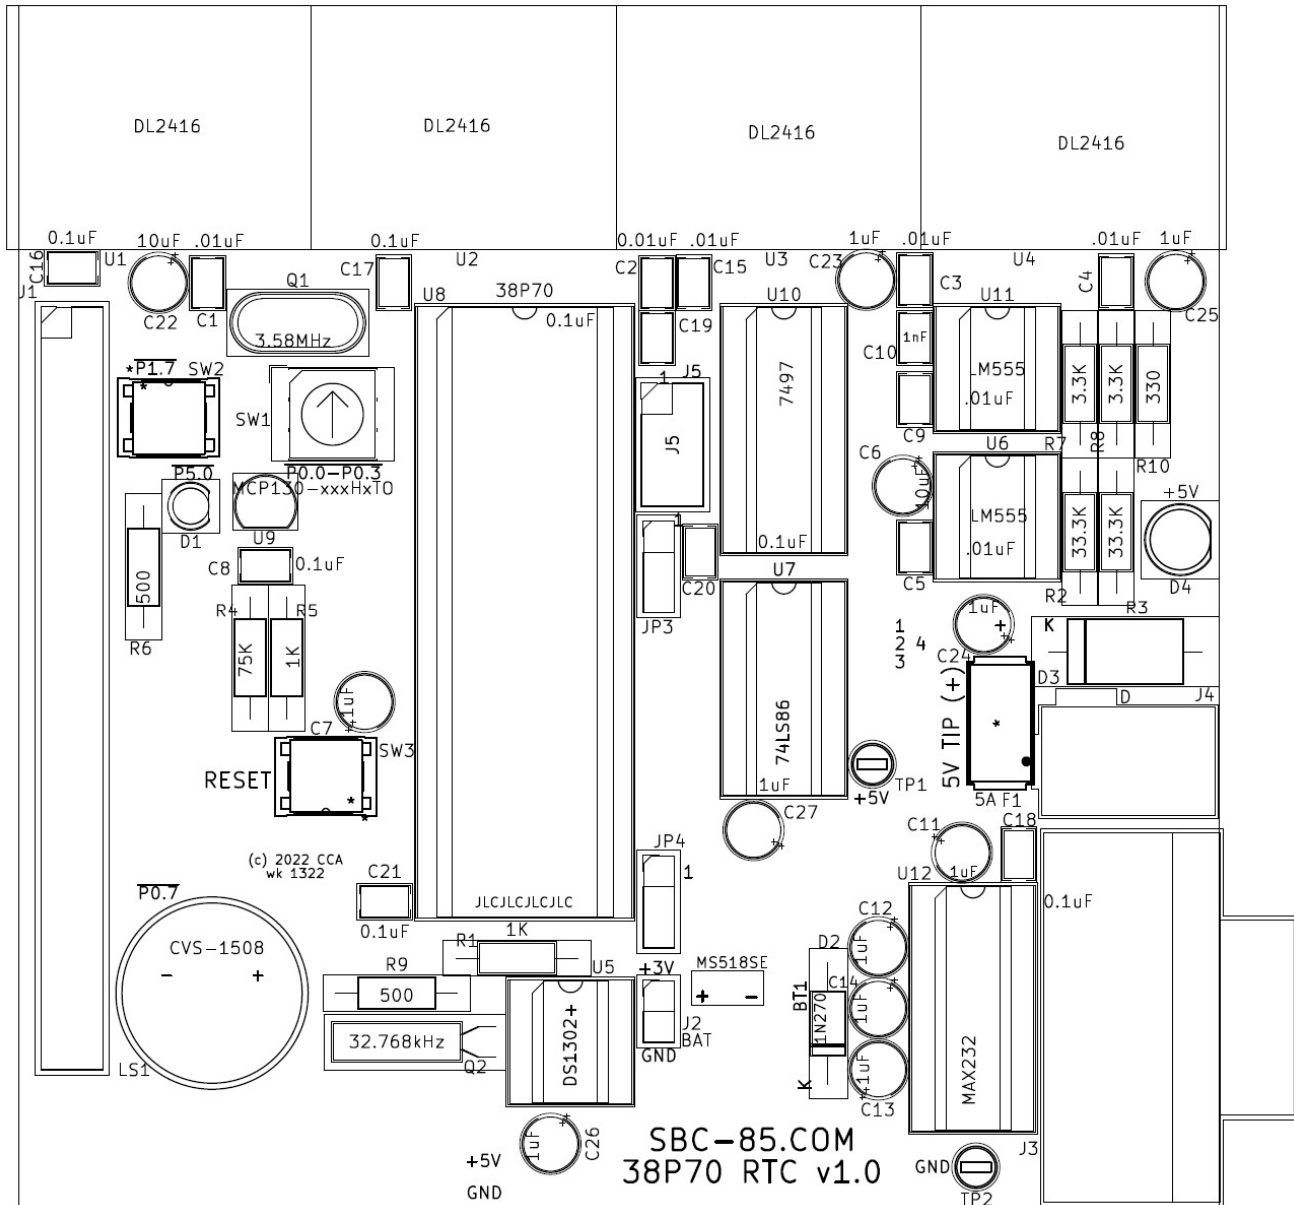 DL2416
DL2416
DL2416
DL2416
0.1uF
10uF
.01uF
0.1uF
0.01uF
.01uF
1uF
.01uF
.01uF
1uF
C16
U1
C22
C1
Q1
3.58MHz
C17
U2
C2
C15
U3
C23
C3
U4
C4
C25
J1
U8
38P70
0.1uF
C19
U10
7497
0.1uF
C10
1nF
U11
LM555
.01uF
3.3K
3.3K
330
*P1.7
SW2
*
SW1
P0.0-P0.3
MCP130-xxxHxTO
1
J5
J5
C9
C6
10uF
U6
R7
R8
R10
P5.0
D1
U9
C8
0.1uF
500
R6
R4
75K
R5
1K
1uF
1
JP3
C20
U7
74LS86
1uF
C5
LM555
.01uF
33.3K
33.3K
R2
R3
+5V
D4
1uF
+
C24
1
2 4
3
K
D3
D
J4
5V TIP (+)
*
5A F1
C7
SW3
RESET
*
*
TP1
+5V
C27
C11
1uF
C18
0.1uF
(c) 2022 CCA
wk 1322
C21
0.1uF
JLCJLCJLCJLC
JP4
1
P0.7
CVS-1508
- +
LS1
R1
1K
R9
500
32.768kHz
Q2
U5
DS1302+
+3V
J2
BAT
GND
MS518SE
+ -
BT1
D2
1N270
K
C12
1uF
C14
1uF
C13
1uF
U12
MAX232
J3
1uF
C26
+5V
GND
SBC-85.COM
38P70 RTC v1.0
GND
TP2